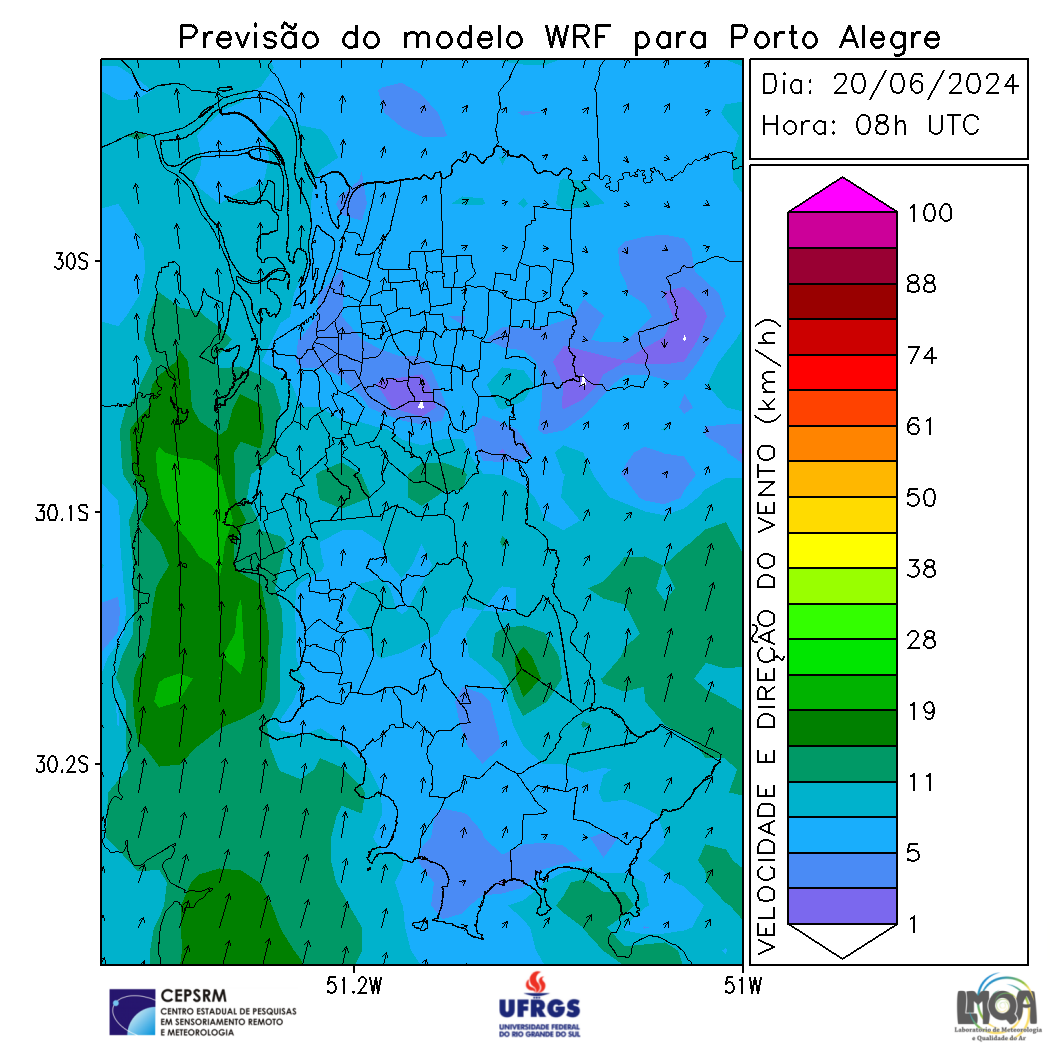 Previsão do modelo WRF para Porto Alegre
Dia: 20/06/2024
Hora: 08h UTC
30S
30.1S
30.2S
51.2W
51W
VELOCIDADE E DIREÇÃO DO VENTO (km/h)
100
88
74
61
50
38
28
19
11
5
1
CEPSRM
CENTRO ESTADUAL DE PESQUISAS
EM SENSORIAMENTO REMOTO
E METEOROLOGIA
UFRGS
UNIVERSIDADE FEDERAL
DO RIO GRANDE DO SUL
LMQA
Laboratório de Meteorologia
e Qualidade do Ar